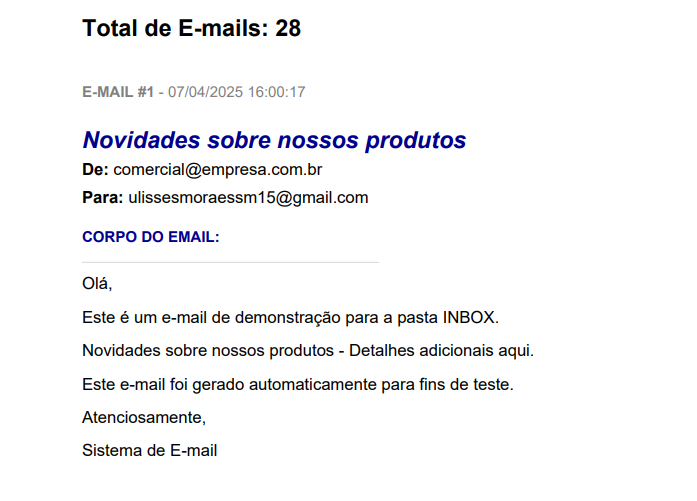 Total de E-mails: 28
E-MAIL #1 - 07/04/2025 16:00:17
Novidades sobre nossos produtos
De: comercial@empresa.com.br
Para: ulissesmoraessm15@gmail.com
CORPO DO EMAIL:
Olá,
Este é um e-mail de demonstração para a pasta INBOX.
Novidades sobre nossos produtos - Detalhes adicionais aqui.
Este e-mail foi gerado automaticamente para fins de teste.
Atenciosamente,
Sistema de E-mail